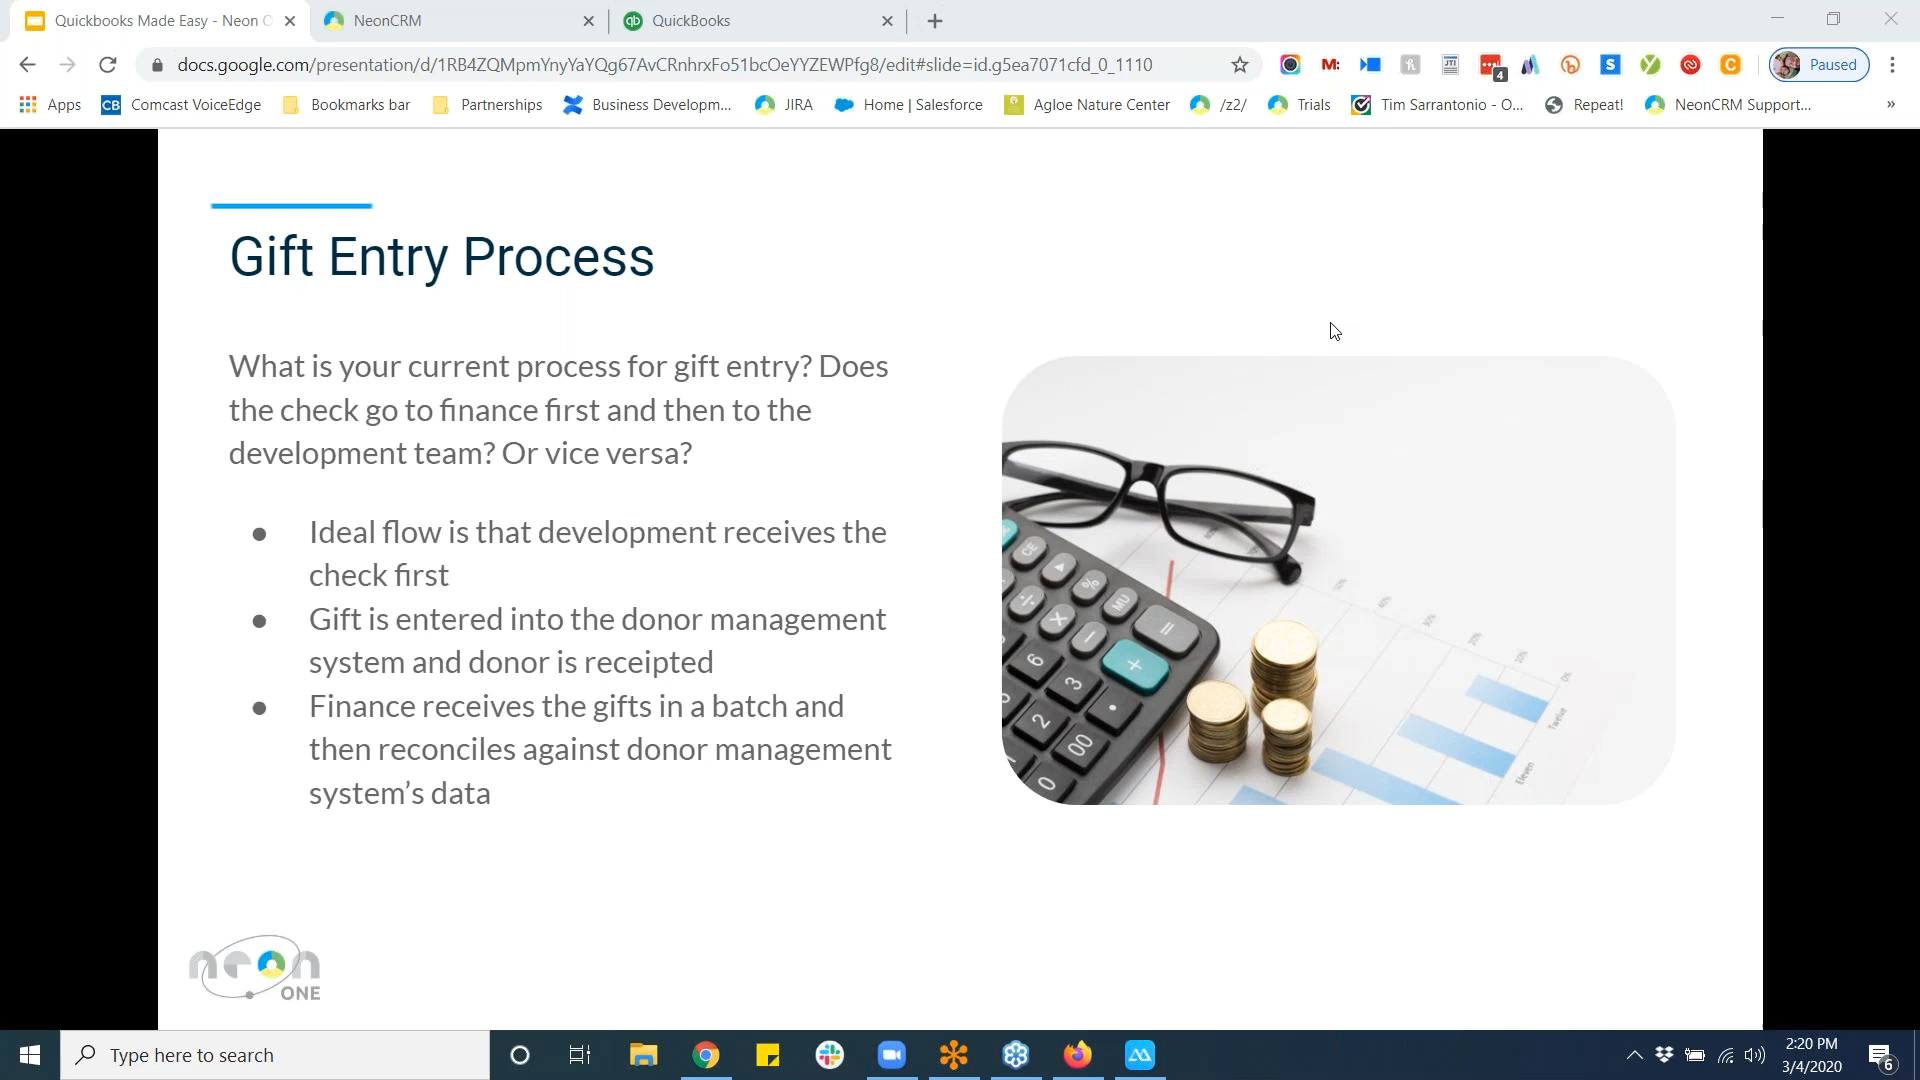 Quickbooks Made Easy - Neon O
NeonCRM
QuickBooks
docs.google.com/presentation/d/1RB4ZQMpmYnyYaYQg67AvCRnhrxFo51bcOeYYZEWPfg8/edit#slide=id.g5ea7071cfd_0_1110
Paused
Apps
Comcast VoiceEdge
Bookmarks bar
Partnerships
Business Developm...
JIRA
Home | Salesforce
Agloe Nature Center
/z2/
Trials
Tim Sarrantonio - O...
Repeat!
NeonCRM Support...
Gift Entry Process
What is your current process for gift entry? Does
the check go to finance first and then to the
development team? Or vice versa?
● Ideal flow is that development receives the
check first
● Gift is entered into the donor management
system and donor is receipted
● Finance receives the gifts in a batch and
then reconciles against donor management
system’s data
neon
ONE
Type here to search
2:20 PM
3/4/2020
6